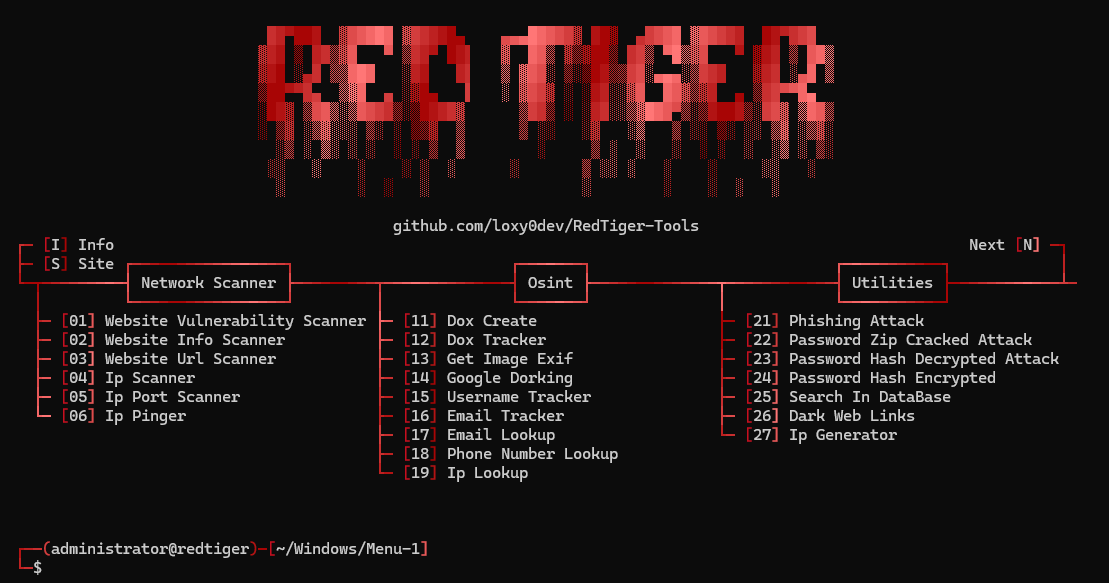 RED TIGER
github.com/loxy0dev/RedTiger-Tools
[I] Info
Next [N]
[S] Site
Network Scanner
Osint
Utilities
[01] Website Vulnerability Scanner
[02] Website Info Scanner
[03] Website Url Scanner
[04] Ip Scanner
[05] Ip Port Scanner
[06] Ip Pinger
[11] Dox Create
[12] Dox Tracker
[13] Get Image Exif
[14] Google Dorking
[15] Username Tracker
[16] Email Tracker
[17] Email Lookup
[18] Phone Number Lookup
[19] Ip Lookup
[21] Phishing Attack
[22] Password Zip Cracked Attack
[23] Password Hash Decrypted Attack
[24] Password Hash Encrypted
[25] Search In DataBase
[26] Dark Web Links
[27] Ip Generator
(administrator@redtiger)-[~/Windows/Menu-1]
$